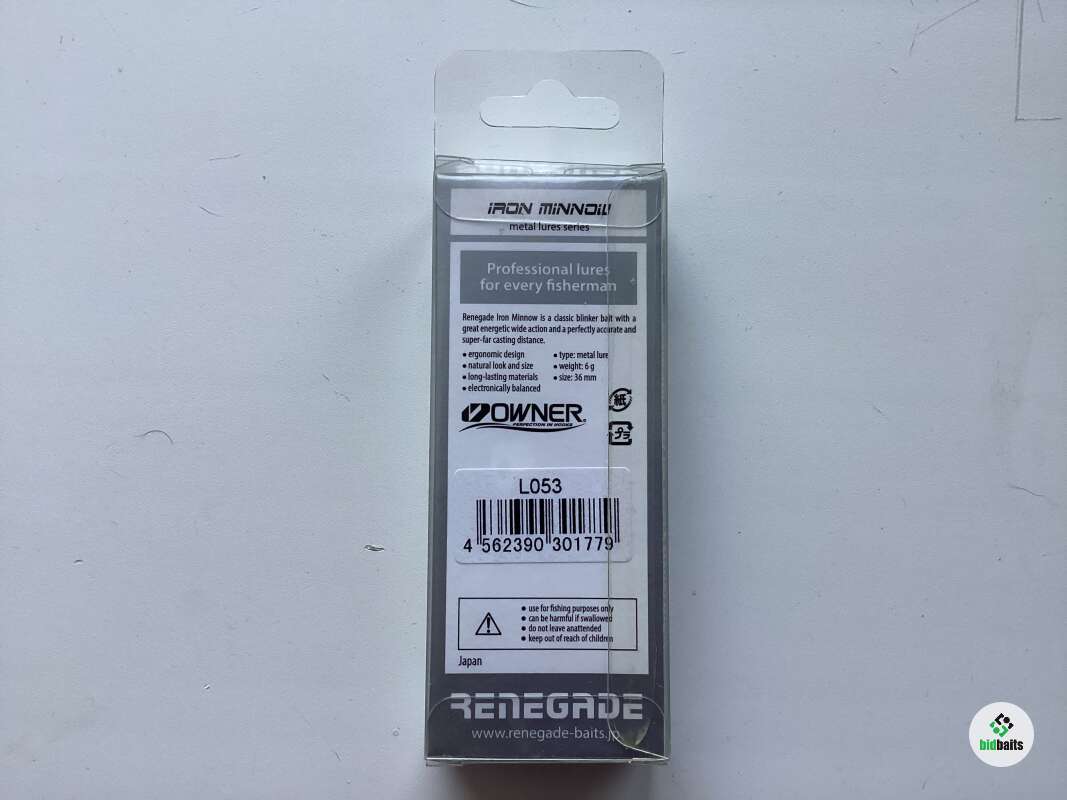 IRON MINNOW
metal lures series
Professional lures
for every fisherman
Renegade Iron Minnow is a classic blinker bait with a
great energetic wide action and a perfectly accurate and
super-far casting distance.
• ergonomic design
• natural look and size
• long-lasting materials
• electronically balanced
• type: metal lure
• weight: 6 g
• size: 36 mm
紙
プラ
OWNER
PERFECTION IN HOOKS
L053
4 562390 301779
• use for fishing purposes only
• can be harmful if swallowed
• do not leave anattended
• keep out of reach of children
Japan
RENEGADE
www.renegade-baits.jp
bidbaits